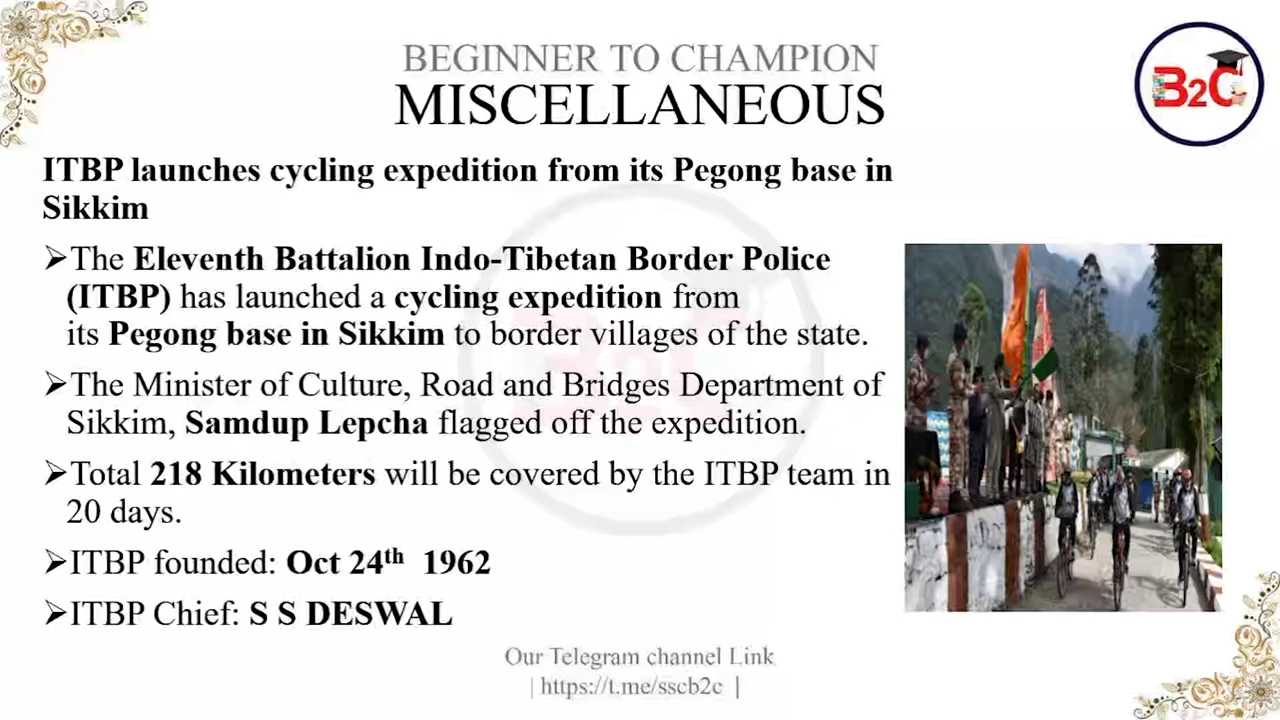 BEGINNER TO CHAMPION
MISCELLANEOUS
B2C
ITBP launches cycling expedition from its Pegong base in
Sikkim
➢The Eleventh Battalion Indo-Tibetan Border Police
(ITBP) has launched a cycling expedition from
its Pegong base in Sikkim to border villages of the state.
➢The Minister of Culture, Road and Bridges Department of
Sikkim, Samdup Lepcha flagged off the expedition.
➢Total 218 Kilometers will be covered by the ITBP team in
20 days.
➢ITBP founded: Oct 24th 1962
➢ITBP Chief: S S DESWAL
Our Telegram channel Link
| https://t.me/sscb2c |